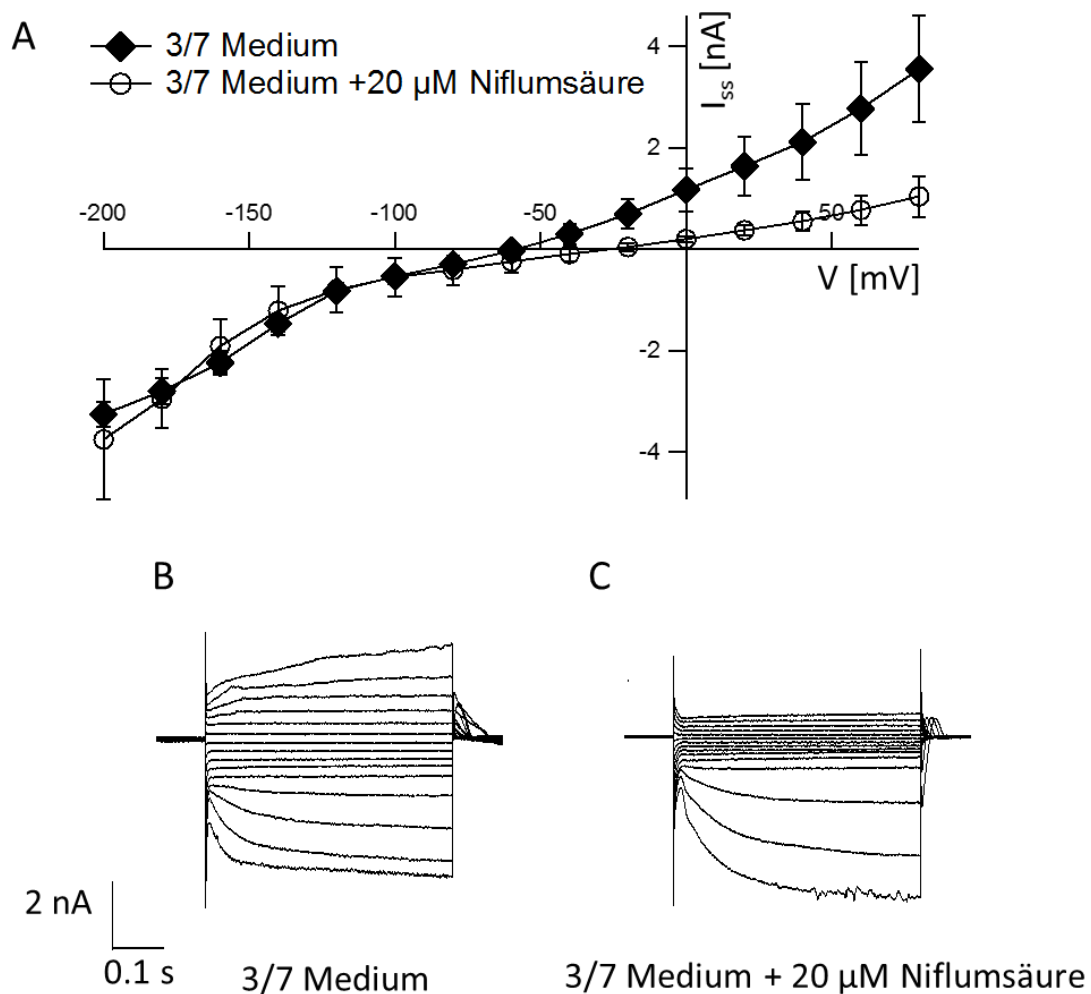 A
3/7 Medium
3/7 Medium +20 µM Niflumsäure
I_ss [nA]
4
2
-200
-150
-100
-50
50
V [mV]
-2
-4
B
C
2 nA
0.1 s
3/7 Medium
3/7 Medium + 20 µM Niflumsäure